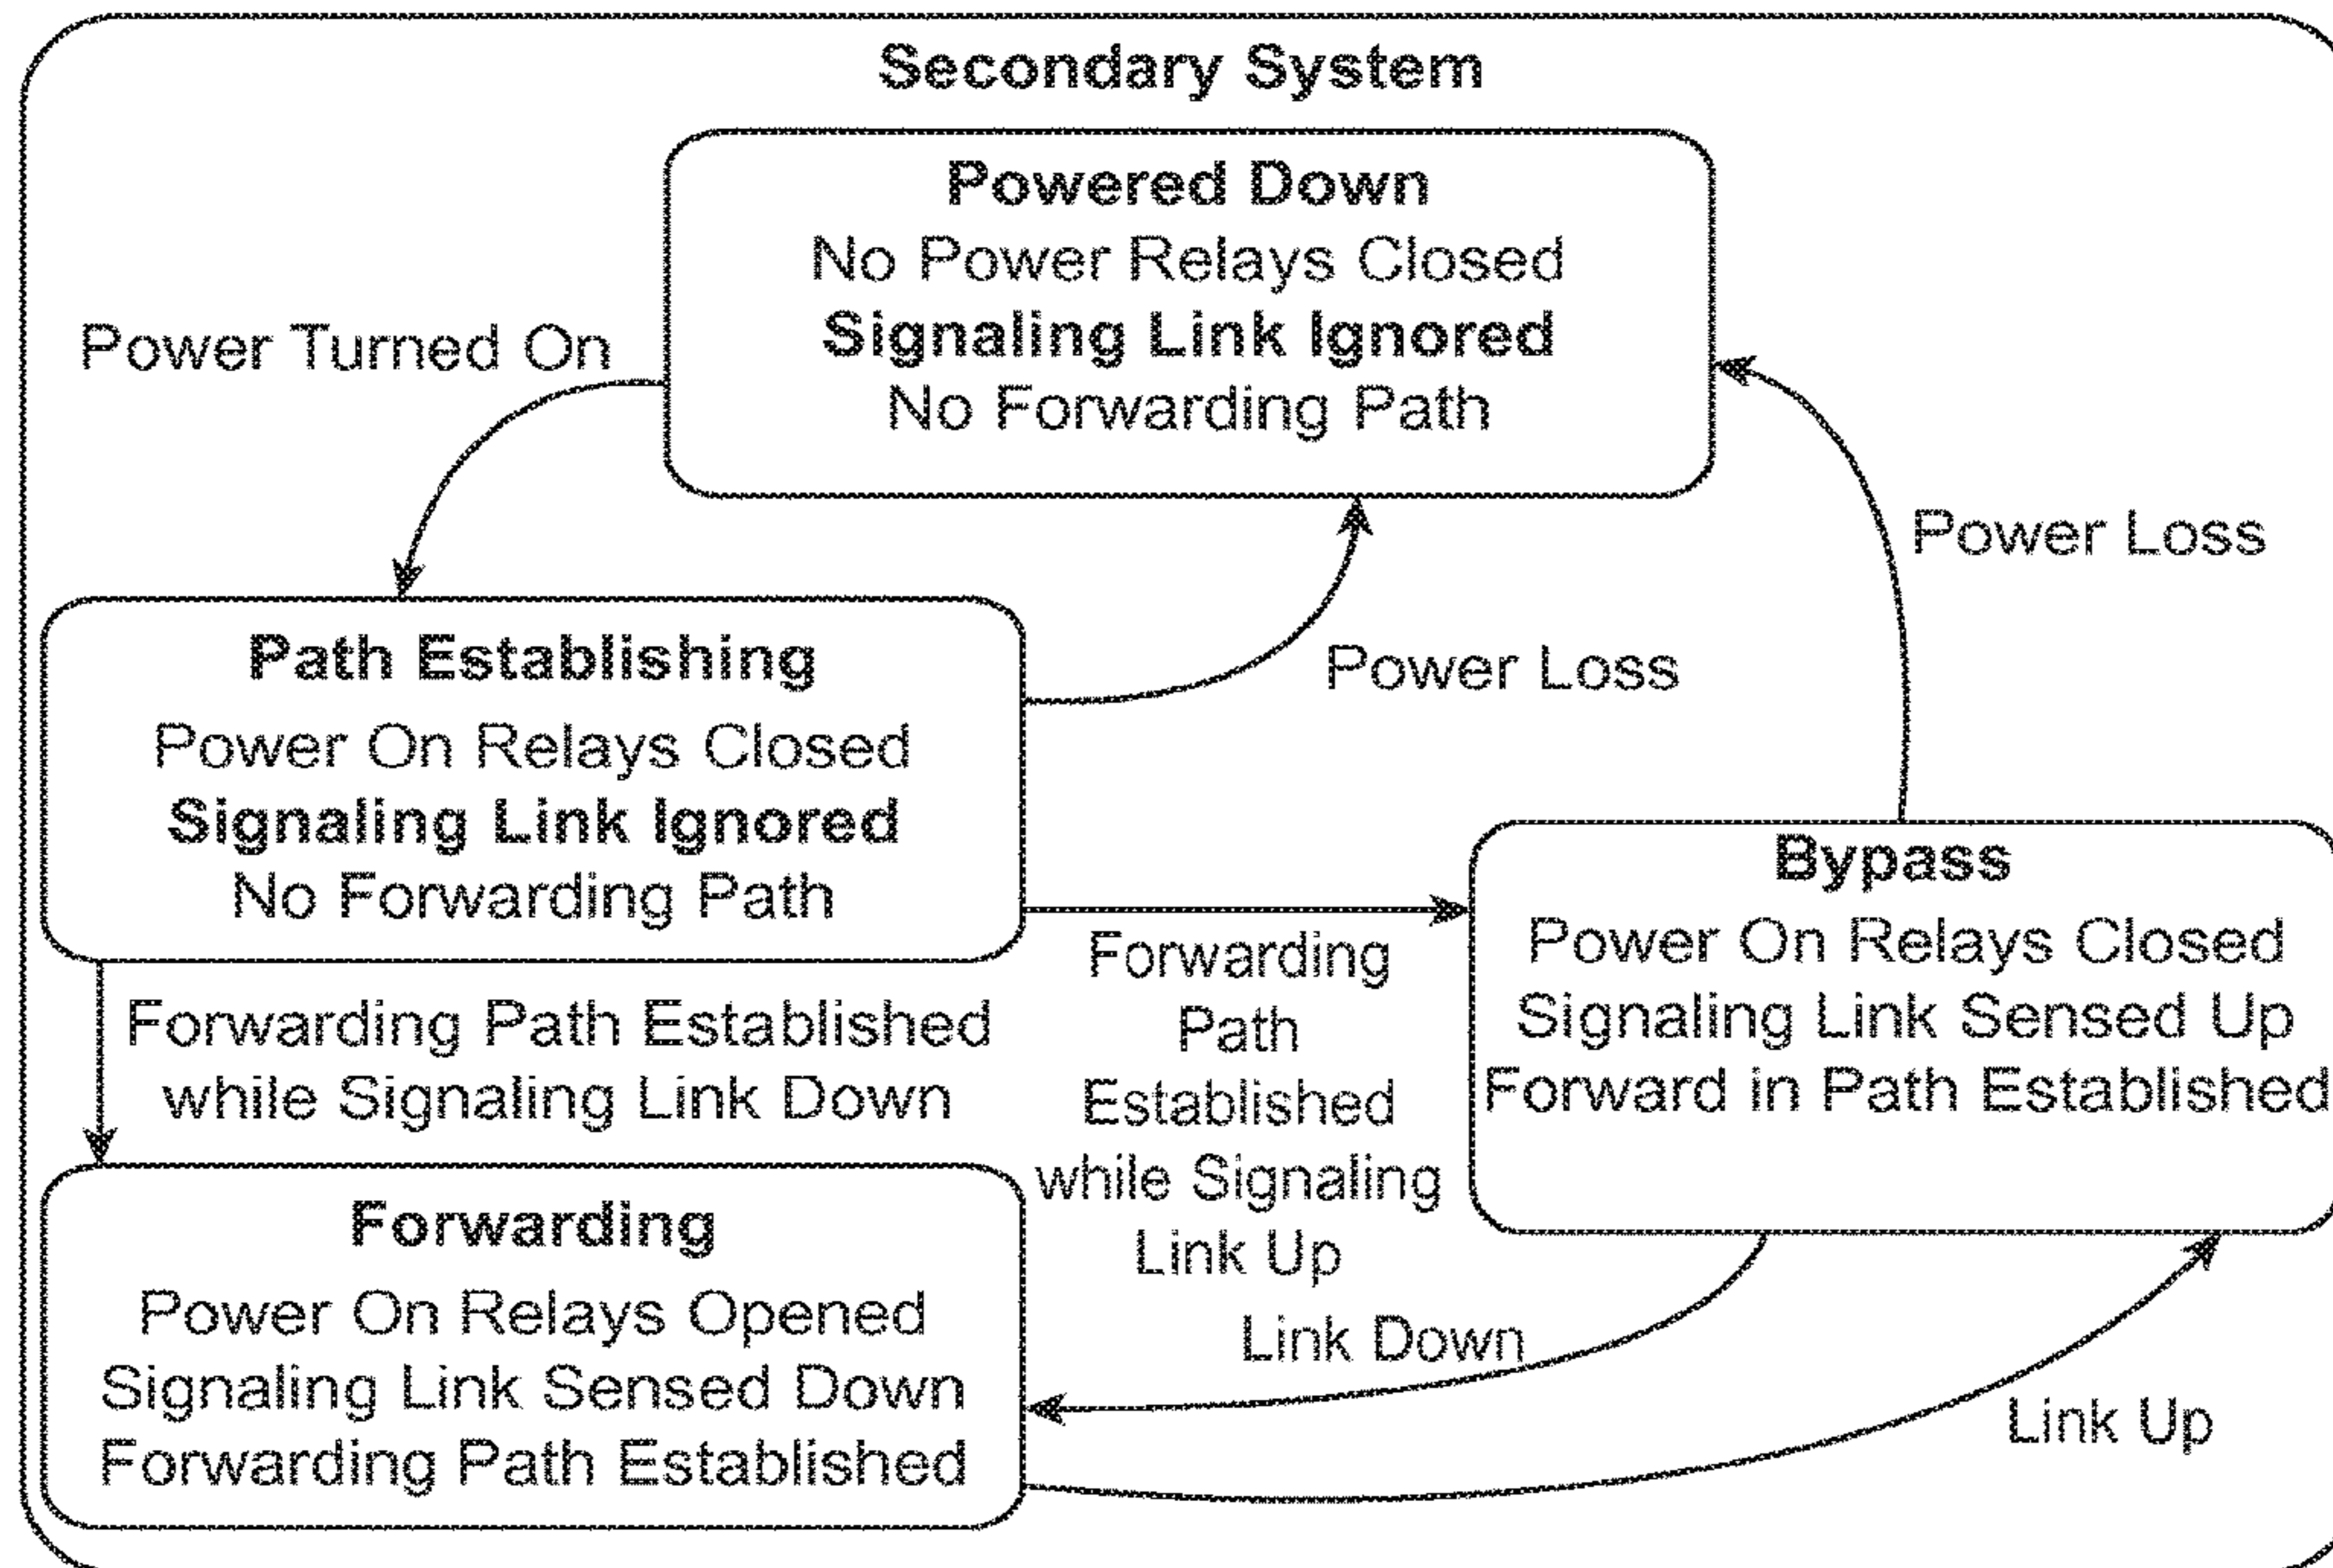 Secondary System
Powered Down
No Power Relays Closed
Signaling Link Ignored
No Forwarding Path
Power Turned On
Power Loss
Power Loss
Path Establishing
Power On Relays Closed
Signaling Link Ignored
No Forwarding Path
Bypass
Power On Relays Closed
Signaling Link Sensed Up
Forward in Path Established
Forwarding
Path
Established
while Signaling
Link Up
Forwarding Path Established
while Signaling Link Down
Forwarding
Power On Relays Opened
Signaling Link Sensed Down
Forwarding Path Established
Link Down
Link Up